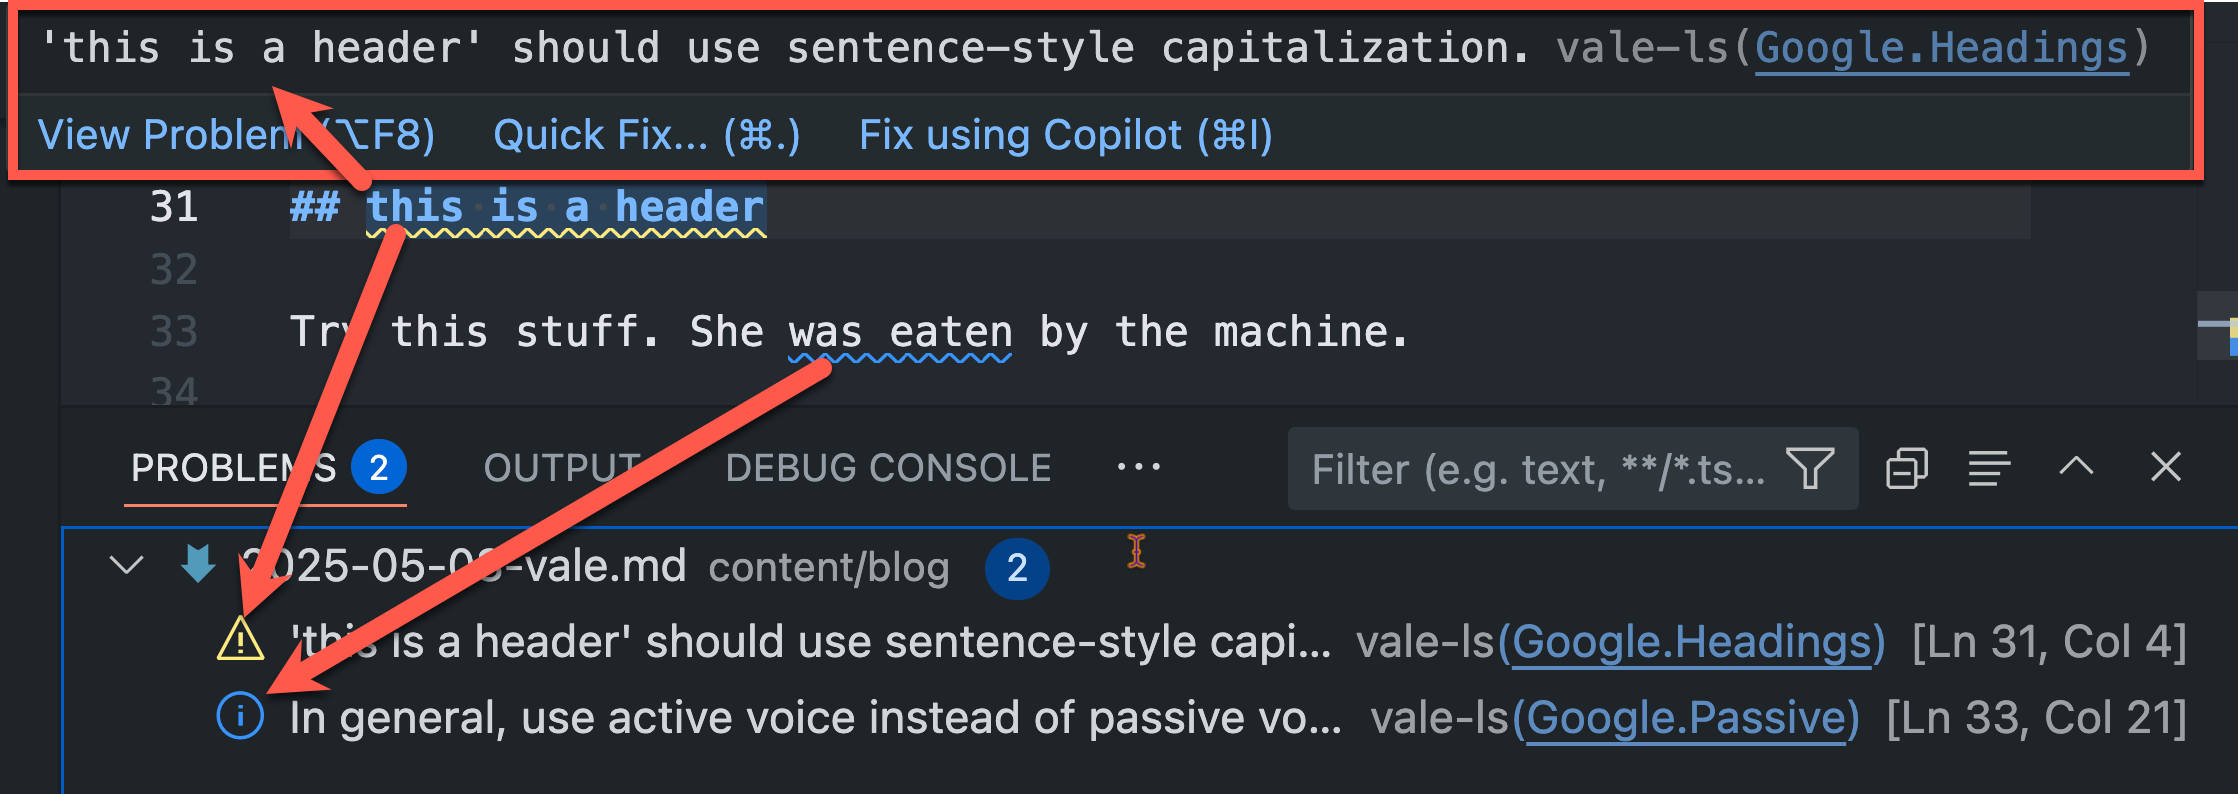 'this is a header' should use sentence-style capitalization. vale-ls(Google.Headings)
View Problem (⌥F8) Quick Fix... (⌘.) Fix using Copilot (⌘I)
31 ## this is a header
32
33 Try this stuff. She was eaten by the machine.
34
PROBLEMS 2 OUTPUT DEBUG CONSOLE ··· Filter (e.g. text, **/*.ts...
2025-05-08-vale.md content/blog 2
'this is a header' should use sentence-style capi... vale-ls(Google.Headings) [Ln 31, Col 4]
In general, use active voice instead of passive vo... vale-ls(Google.Passive) [Ln 33, Col 21]